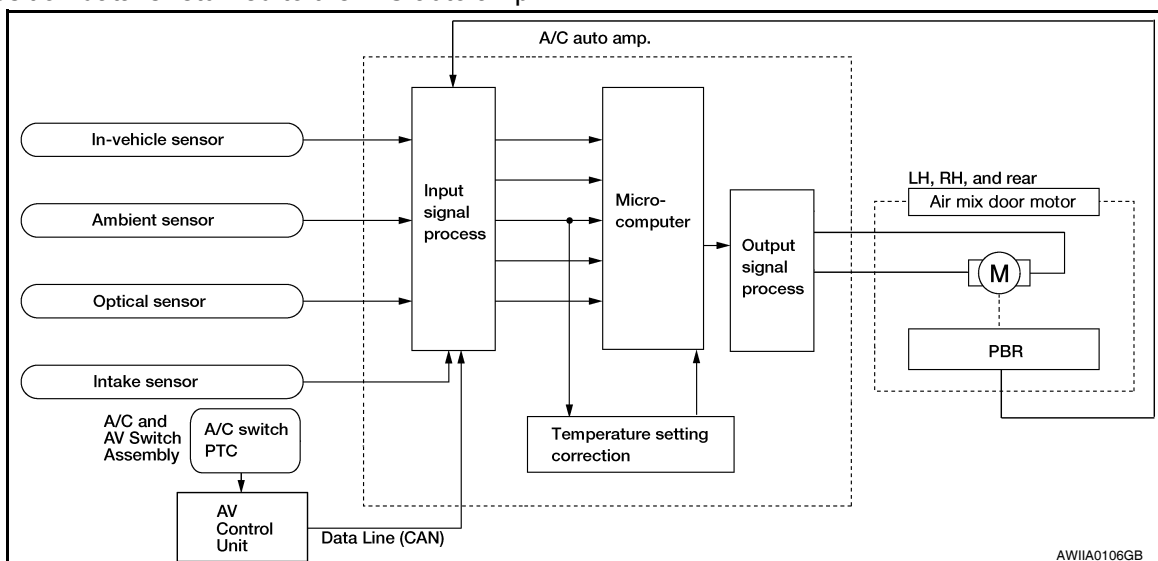 A/C auto amp.
In-vehicle sensor
Ambient sensor
Optical sensor
Intake sensor
A/C and
AV Switch
Assembly
A/C switch
PTC
AV
Control
Unit
Data Line (CAN)
Input
signal
process
Micro-
computer
Temperature setting
correction
Output
signal
process
LH, RH, and rear
Air mix door motor
M
PBR
AWIIA0106GB